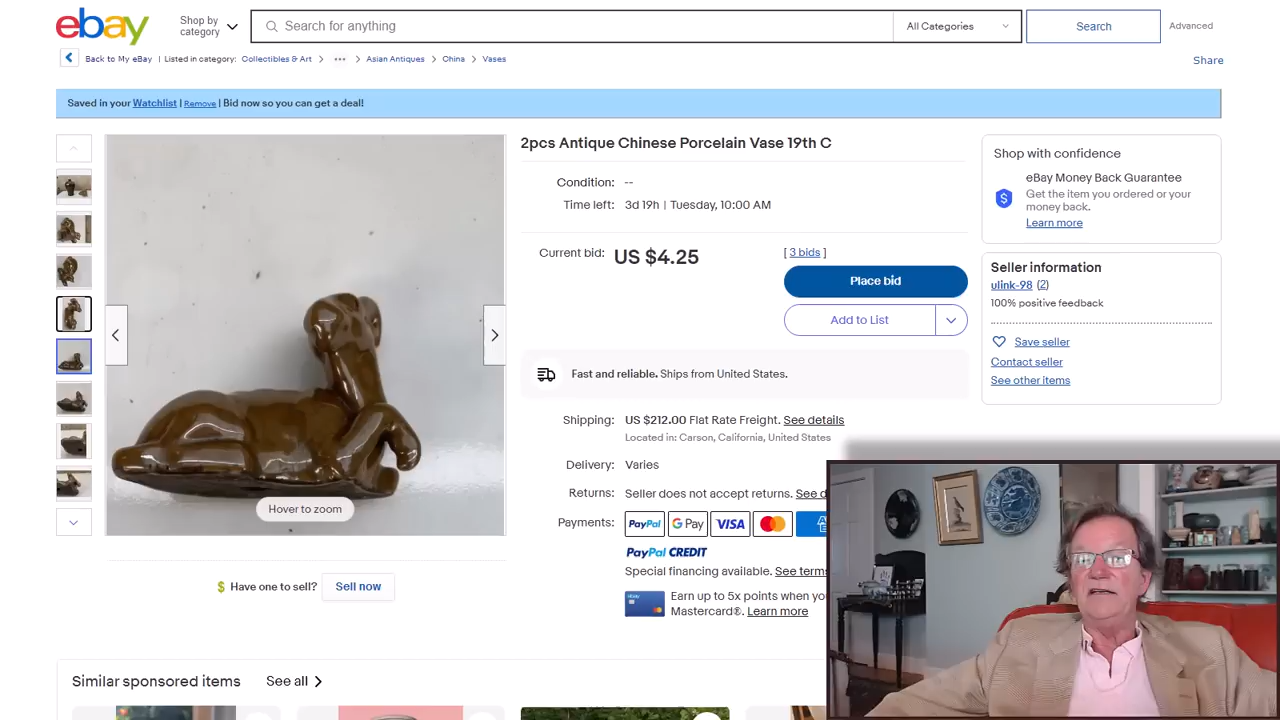 ebay
Shop by
category
Search for anything
All Categories
Search
Advanced
Back to My eBay | Listed in category: Collectibles & Art > ... > Asian Antiques > China > Vases
Share
Saved in your Watchlist | Remove | Bid now so you can get a deal!
2pcs Antique Chinese Porcelain Vase 19th C
Condition: --
Time left: 3d 19h | Tuesday, 10:00 AM
Current bid: US $4.25
[ 3 bids ]
Place bid
Add to List
Fast and reliable. Ships from United States.
Shipping: US $212.00 Flat Rate Freight. See details
Located in: Carson, California, United States
Delivery: Varies
Returns: Seller does not accept returns. See d
Payments: PayPal G Pay VISA
PayPal CREDIT
Special financing available. See terms
Earn up to 5x points when you
Mastercard®. Learn more
Hover to zoom
$ Have one to sell? Sell now
Shop with confidence
eBay Money Back Guarantee
Get the item you ordered or your
money back.
Learn more
Seller information
ulink-98 (2)
100% positive feedback
Save seller
Contact seller
See other items
Similar sponsored items See all >